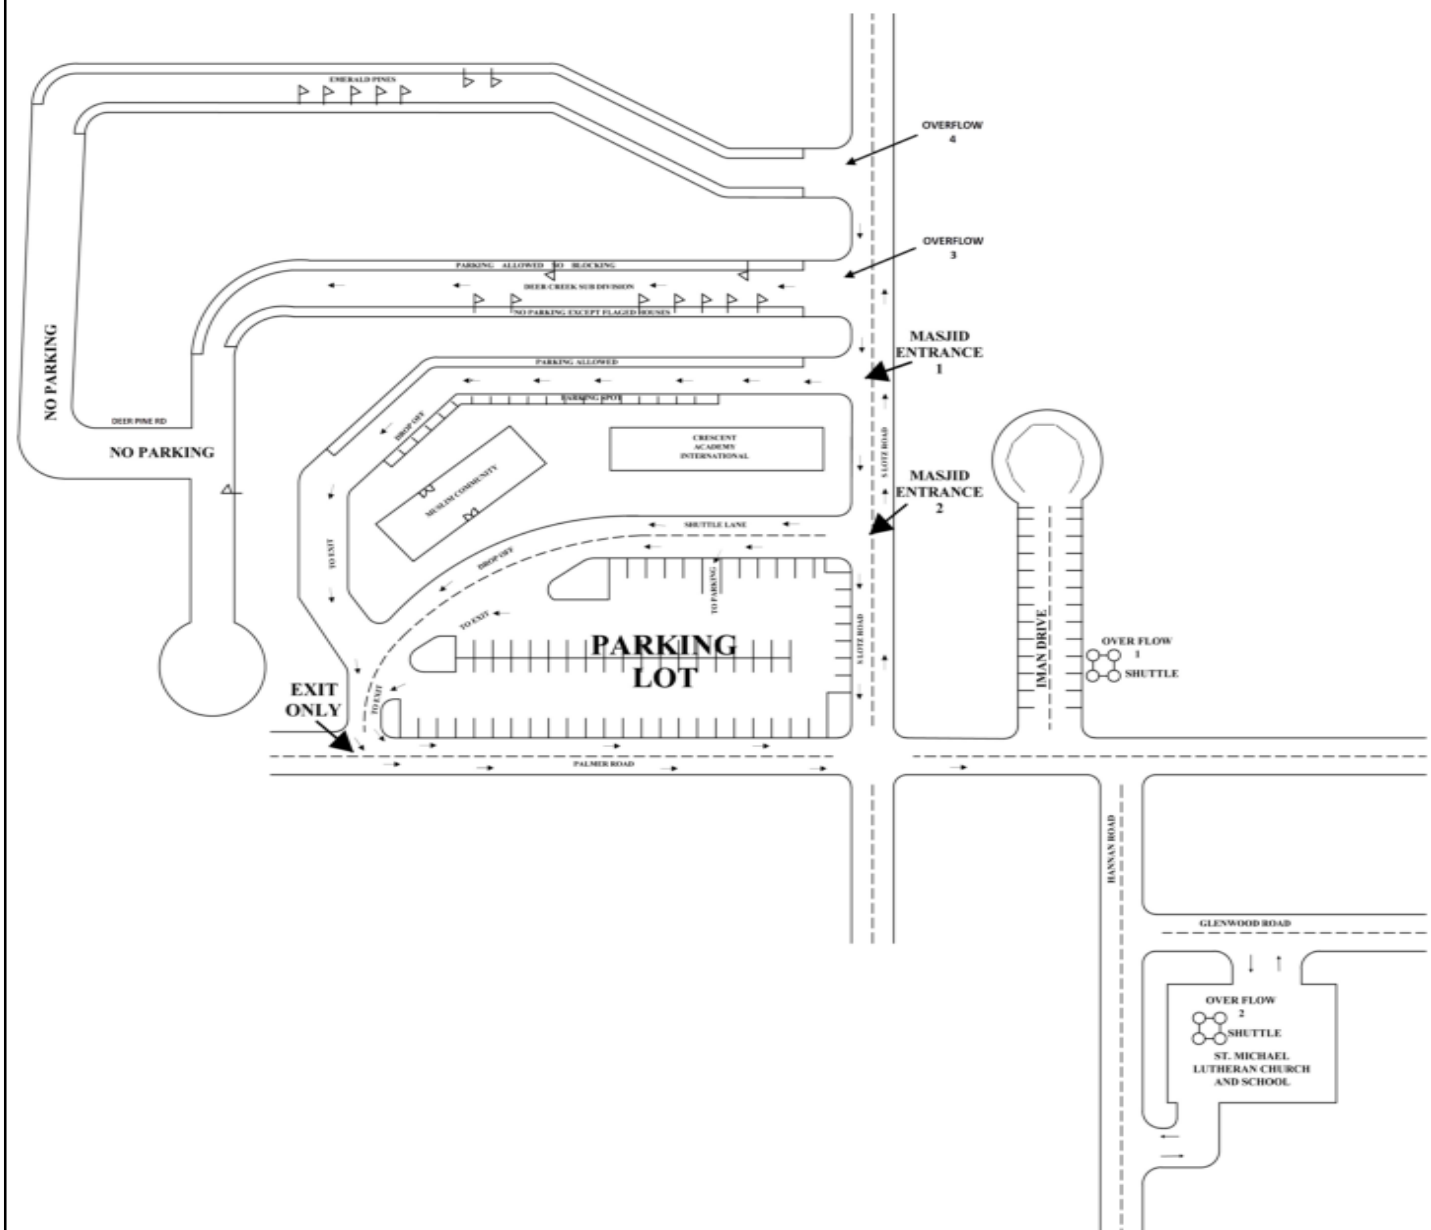 EMERALD PINES
OVERFLOW
4
OVERFLOW
3
PARKING ALLOWED NO BLOCKING
DEER CREEK SUB DIVISION
NO PARKING EXCEPT FLAGED HOUSES
MASJID
ENTRANCE
1
PARKING ALLOWED
PARKING SPOT
NO PARKING
DEER PINE RD
NO PARKING
DROP OFF
CRESCENT
ACADEMY
INTERNATIONAL
S LOTZ ROAD
MUSLIM COMMUNITY
MASJID
ENTRANCE
2
SHUTTLE LANE
TO EXIT
DROP OFF
TO PARKING
TO EXIT
PARKING
LOT
S LOTZ ROAD
IMAN DRIVE
OVER FLOW
1
SHUTTLE
EXIT
ONLY
TO EXIT
PALMER ROAD
HANNAN ROAD
GLENWOOD ROAD
OVER FLOW
2
SHUTTLE
ST. MICHAEL
LUTHERAN CHURCH
AND SCHOOL